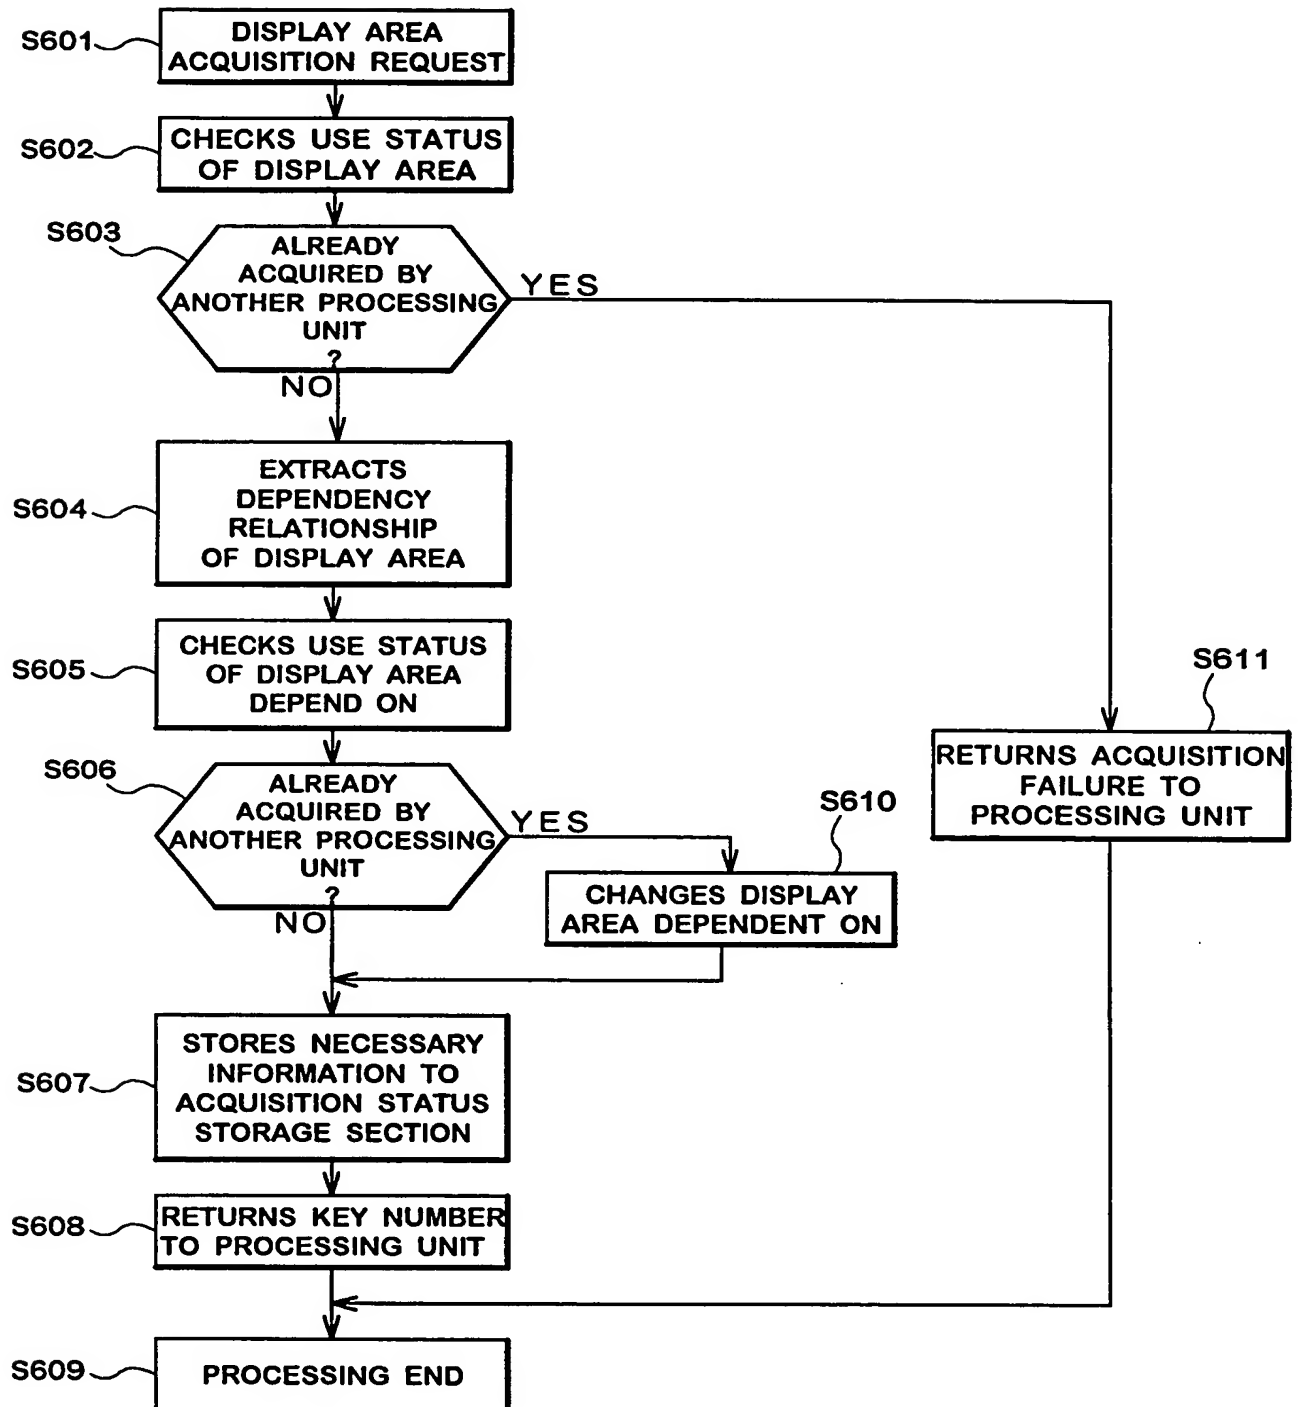 S601
DISPLAY AREA
ACQUISITION REQUEST
S602
CHECKS USE STATUS
OF DISPLAY AREA
S603
ALREADY
ACQUIRED BY
ANOTHER PROCESSING
UNIT
?
YES
NO
S604
EXTRACTS
DEPENDENCY
RELATIONSHIP
OF DISPLAY AREA
S605
CHECKS USE STATUS
OF DISPLAY AREA
DEPEND ON
S611
RETURNS ACQUISITION
FAILURE TO
PROCESSING UNIT
S606
ALREADY
ACQUIRED BY
ANOTHER PROCESSING
UNIT
?
YES
NO
S610
CHANGES DISPLAY
AREA DEPENDENT ON
S607
STORES NECESSARY
INFORMATION TO
ACQUISITION STATUS
STORAGE SECTION
S608
RETURNS KEY NUMBER
TO PROCESSING UNIT
S609
PROCESSING END